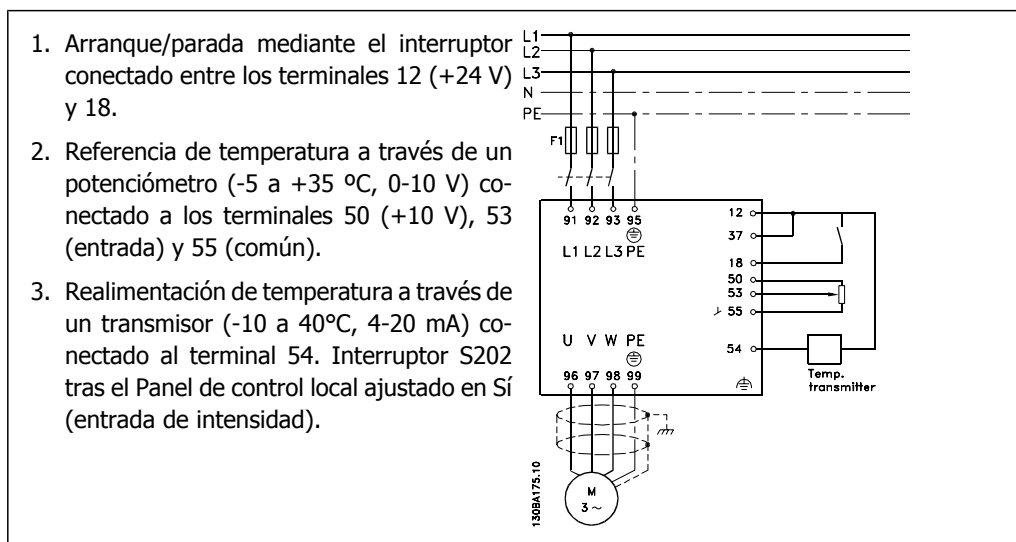 1. Arranque/parada mediante el interruptor
conectado entre los terminales 12 (+24 V)
y 18.
2. Referencia de temperatura a través de un
potenciómetro (-5 a +35 ºC, 0-10 V) co-
nectado a los terminales 50 (+10 V), 53
(entrada) y 55 (común).
3. Realimentación de temperatura a través de
un transmisor (-10 a 40°C, 4-20 mA) co-
nectado al terminal 54. Interruptor S202
tras el Panel de control local ajustado en Sí
(entrada de intensidad).
L1
L2
L3
N
PE
F1
91 92 93 95
L1 L2 L3 PE
12
37
18
50
53
55
54
U V W PE
96 97 98 99
Temp.
transmitter
M
3 ~
130BA175.10